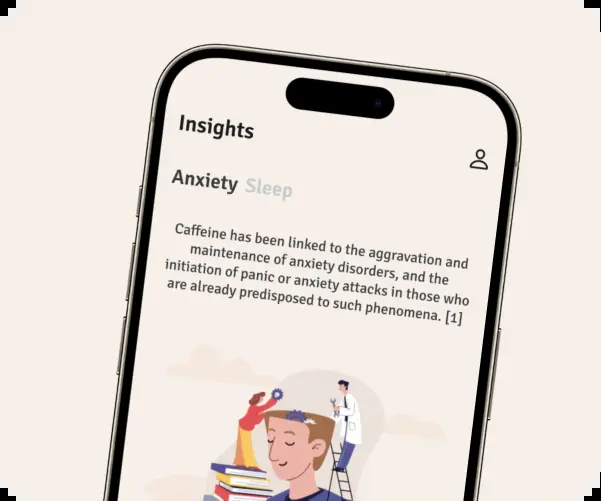 Insights
Anxiety Sleep
Caffeine has been linked to the aggravation and
maintenance of anxiety disorders, and the
initiation of panic or anxiety attacks in those who
are already predisposed to such phenomena. [1]